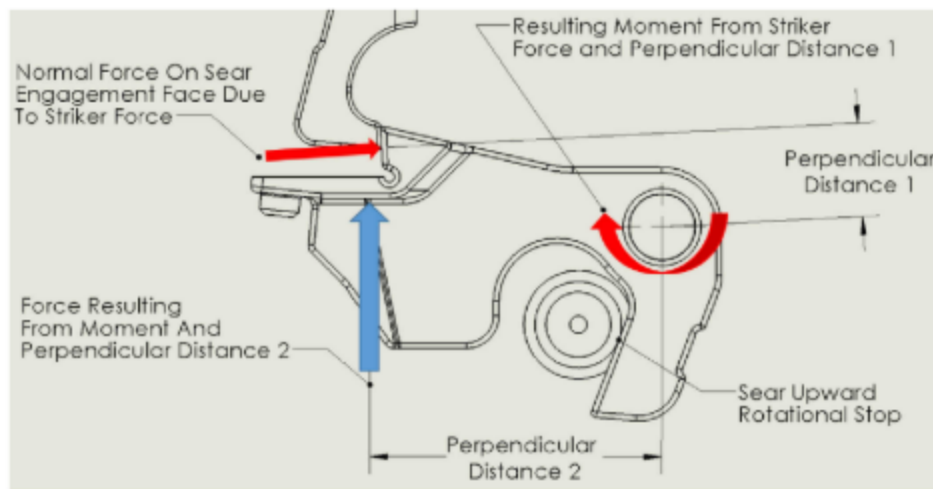 Resulting Moment From Striker
Force and Perpendicular Distance 1
Normal Force On Sear
Engagement Face Due
To Striker Force
Perpendicular
Distance 1
Force Resulting
From Moment And
Perpendicular Distance 2
Sear Upward
Rotational Stop
Perpendicular
Distance 2